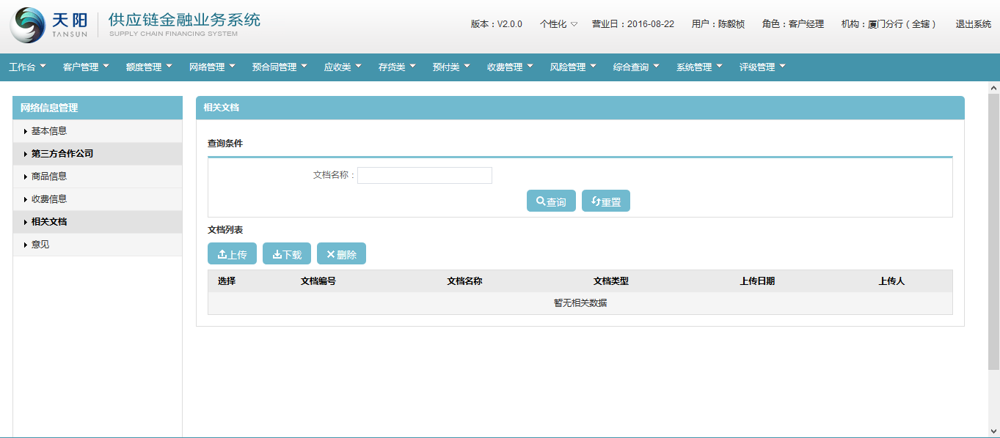 天阳 供应链金融业务系统
TANSUN SUPPLY CHAIN FINANCING SYSTEM
版本：V2.0.0 个性化 营业日：2016-08-22 用户：陈毅桢 角色：客户经理 机构：厦门分行（全辖） 退出系统
工作台 客户管理 额度管理 网络管理 预合同管理 应收类 存货类 预付类 收费管理 风险管理 综合查询 系统管理 评级管理
网络信息管理
基本信息
第三方合作公司
商品信息
收费信息
相关文档
意见
相关文档
查询条件
文档名称：
查询 重置
文档列表
上传 下载 删除
选择 文档编号 文档名称 文档类型 上传日期 上传人
暂无相关数据